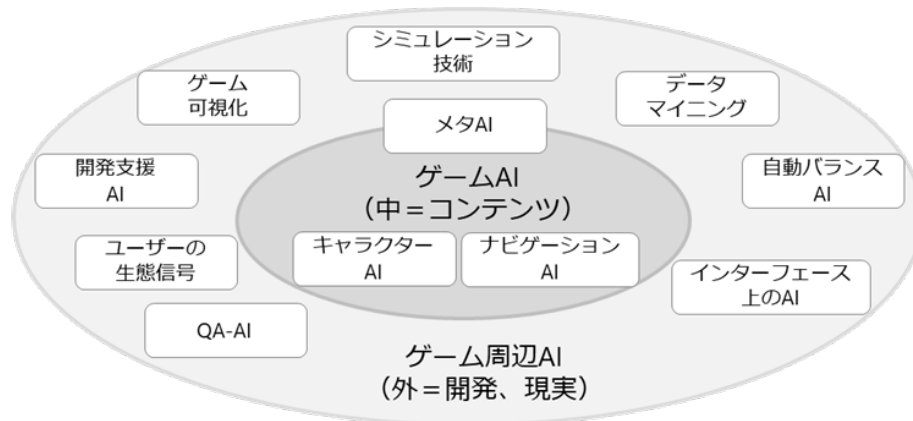 シミュレーション
技術
ゲーム
可視化
データ
マイニング
メタAI
開発支援
AI
ゲームAI
（中＝コンテンツ）
自動バランス
AI
ユーザーの
生態信号
キャラクター
AI
ナビゲーション
AI
インターフェース
上のAI
QA-AI
ゲーム周辺AI
（外＝開発、現実）